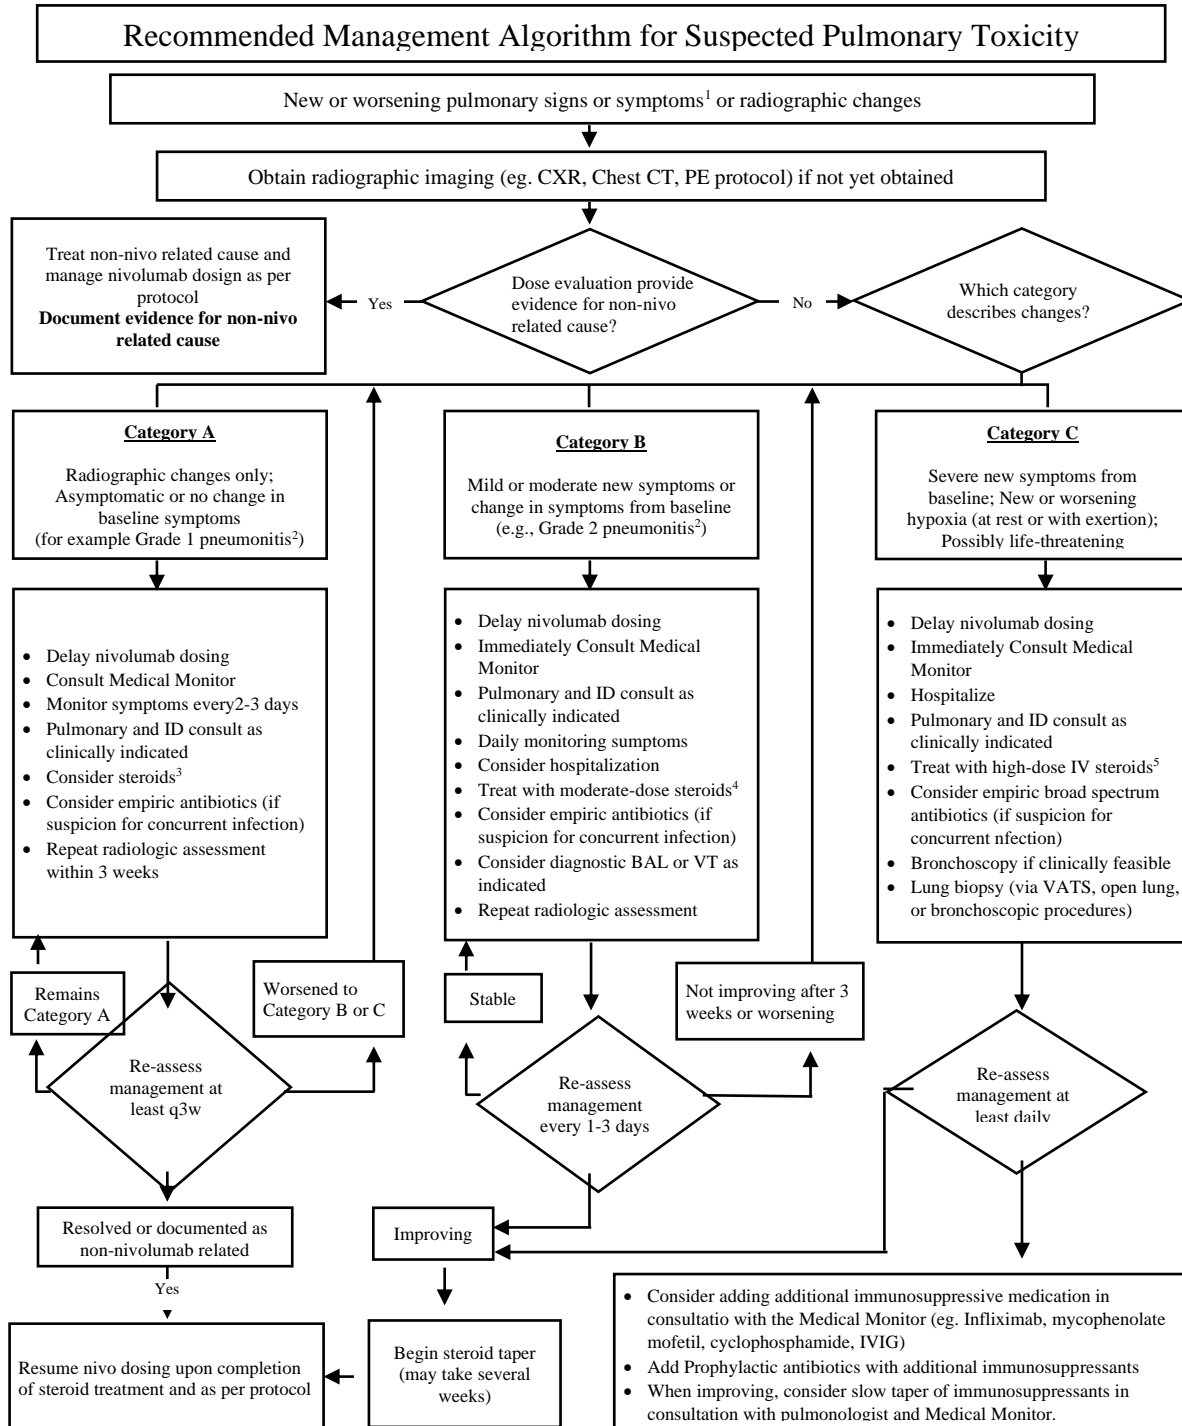 Recommended Management Algorithm for Suspected Pulmonary Toxicity
New or worsening pulmonary signs or symptoms¹ or radiographic changes
Obtain radiographic imaging (eg. CXR, Chest CT, PE protocol) if not yet obtained
Treat non-nivo related cause and
manage nivolumab dosign as per
protocol
Document evidence for non-nivo
related cause
Yes
Dose evaluation provide
evidence for non-nivo
related cause?
No
Which category
describes changes?
Category A
Radiographic changes only;
Asymptomatic or no change in
baseline symptoms
(for example Grade 1 pneumonitis²)
Category B
Mild or moderate new symptoms or
change in symptoms from baseline
(e.g., Grade 2 pneumonitis²)
Category C
Severe new symptoms from
baseline; New or worsening
hypoxia (at rest or with exertion);
Possibly life-threatening
• Delay nivolumab dosing
• Consult Medical Monitor
• Monitor symptoms every2-3 days
• Pulmonary and ID consult as
clinically indicated
• Consider steroids³
• Consider empiric antibiotics (if
suspicion for concurrent infection)
• Repeat radiologic assessment
within 3 weeks
• Delay nivolumab dosing
• Immediately Consult Medical
Monitor
• Pulmonary and ID consult as
clinically indicated
• Daily monitoring sumptoms
• Consider hospitalization
• Treat with moderate-dose steroids⁴
• Consider empiric antibiotics (if
suspicion for concurrent infection)
• Consider diagnostic BAL or VT as
indicated
• Repeat radiologic assessment
• Delay nivolumab dosing
• Immediately Consult Medical
Monitor
• Hospitalize
• Pulmonary and ID consult as
clinically indicated
• Treat with high-dose IV steroids⁵
• Consider empiric broad spectrum
antibiotics (if suspicion for
concurrent nfection)
• Bronchoscopy if clinically feasible
• Lung biopsy (via VATS, open lung,
or bronchoscopic procedures)
Remains
Category A
Worsened to
Category B or C
Stable
Not improving after 3
weeks or worsening
Re-assess
management at
least q3w
Re-assess
management
every 1-3 days
Re-assess
management at
least daily
Resolved or documented as
non-nivolumab related
Improving
Yes
Resume nivo dosing upon completion
of steroid treatment and as per protocol
Begin steroid taper
(may take several
weeks)
• Consider adding additional immunosuppressive medication in
consultatio with the Medical Monitor (eg. Infliximab, mycophenolate
mofetil, cyclophosphamide, IVIG)
• Add Prophylactic antibiotics with additional immunosuppressants
• When improving, consider slow taper of immunosuppressants in
consultation with pulmonologist and Medical Monitor.